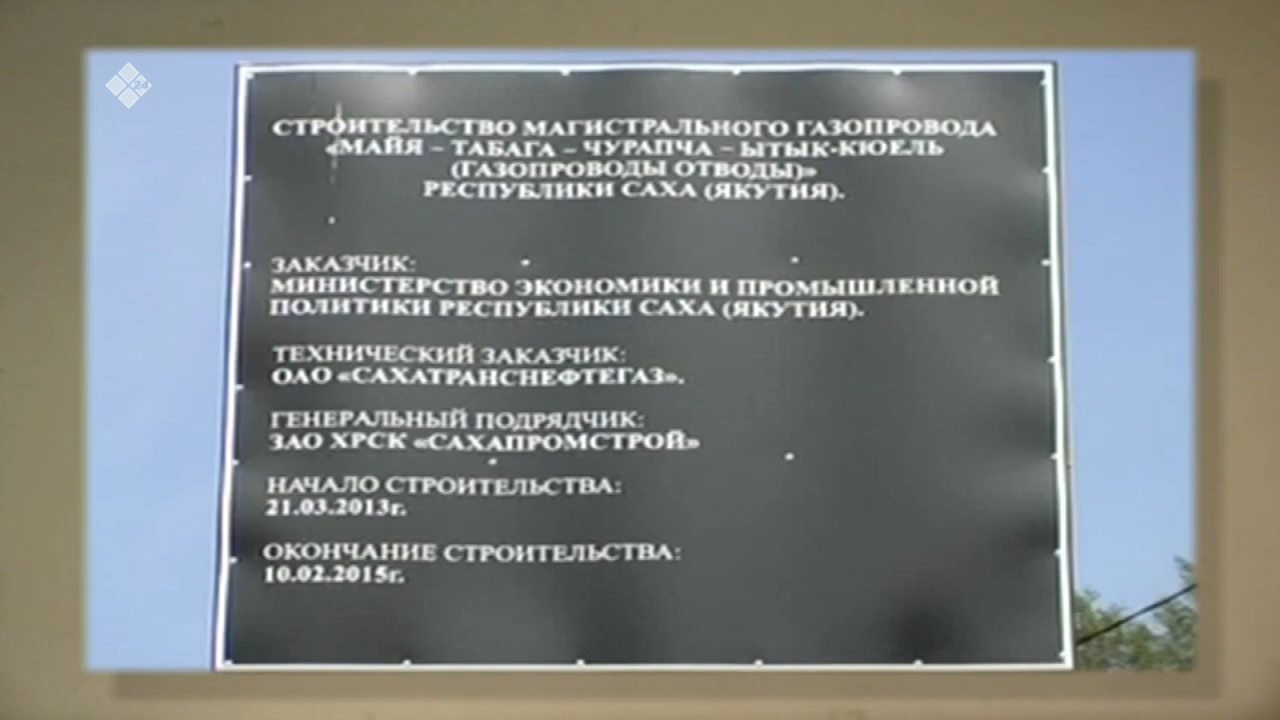 24
СТРОИТЕЛЬСТВО МАГИСТРАЛЬНОГО ГАЗОПРОВОДА
«МАЙЯ – ТАБАГА – ЧУРАПЧА – ЫТЫК-КЮЕЛЬ
(ГАЗОПРОВОДЫ ОТВОДЫ)»
РЕСПУБЛИКИ САХА (ЯКУТИЯ).
ЗАКАЗЧИК:
МИНИСТЕРСТВО ЭКОНОМИКИ И ПРОМЫШЛЕННОЙ
ПОЛИТИКИ РЕСПУБЛИКИ САХА (ЯКУТИЯ).
ТЕХНИЧЕСКИЙ ЗАКАЗЧИК:
ОАО «САХАТРАНСНЕФТЕГАЗ».
ГЕНЕРАЛЬНЫЙ ПОДРЯДЧИК:
ЗАО ХРСК «САХАПРОМСТРОЙ»
НАЧАЛО СТРОИТЕЛЬСТВА:
21.03.2013г.
ОКОНЧАНИЕ СТРОИТЕЛЬСТВА:
10.02.2015г.